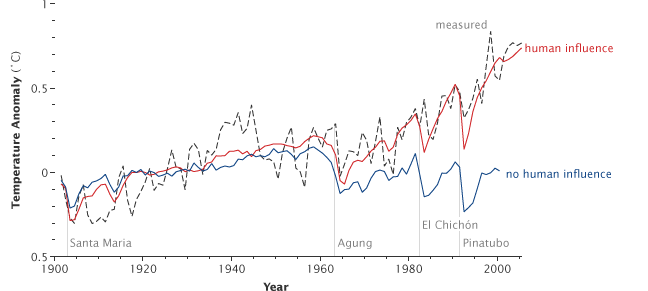 1
measured
human influence
0.5
Temperature Anomaly (˚C)
0
no human influence
El Chichón
Santa Maria
Agung
Pinatubo
0.5
1900
1920
1940
1960
1980
2000
Year